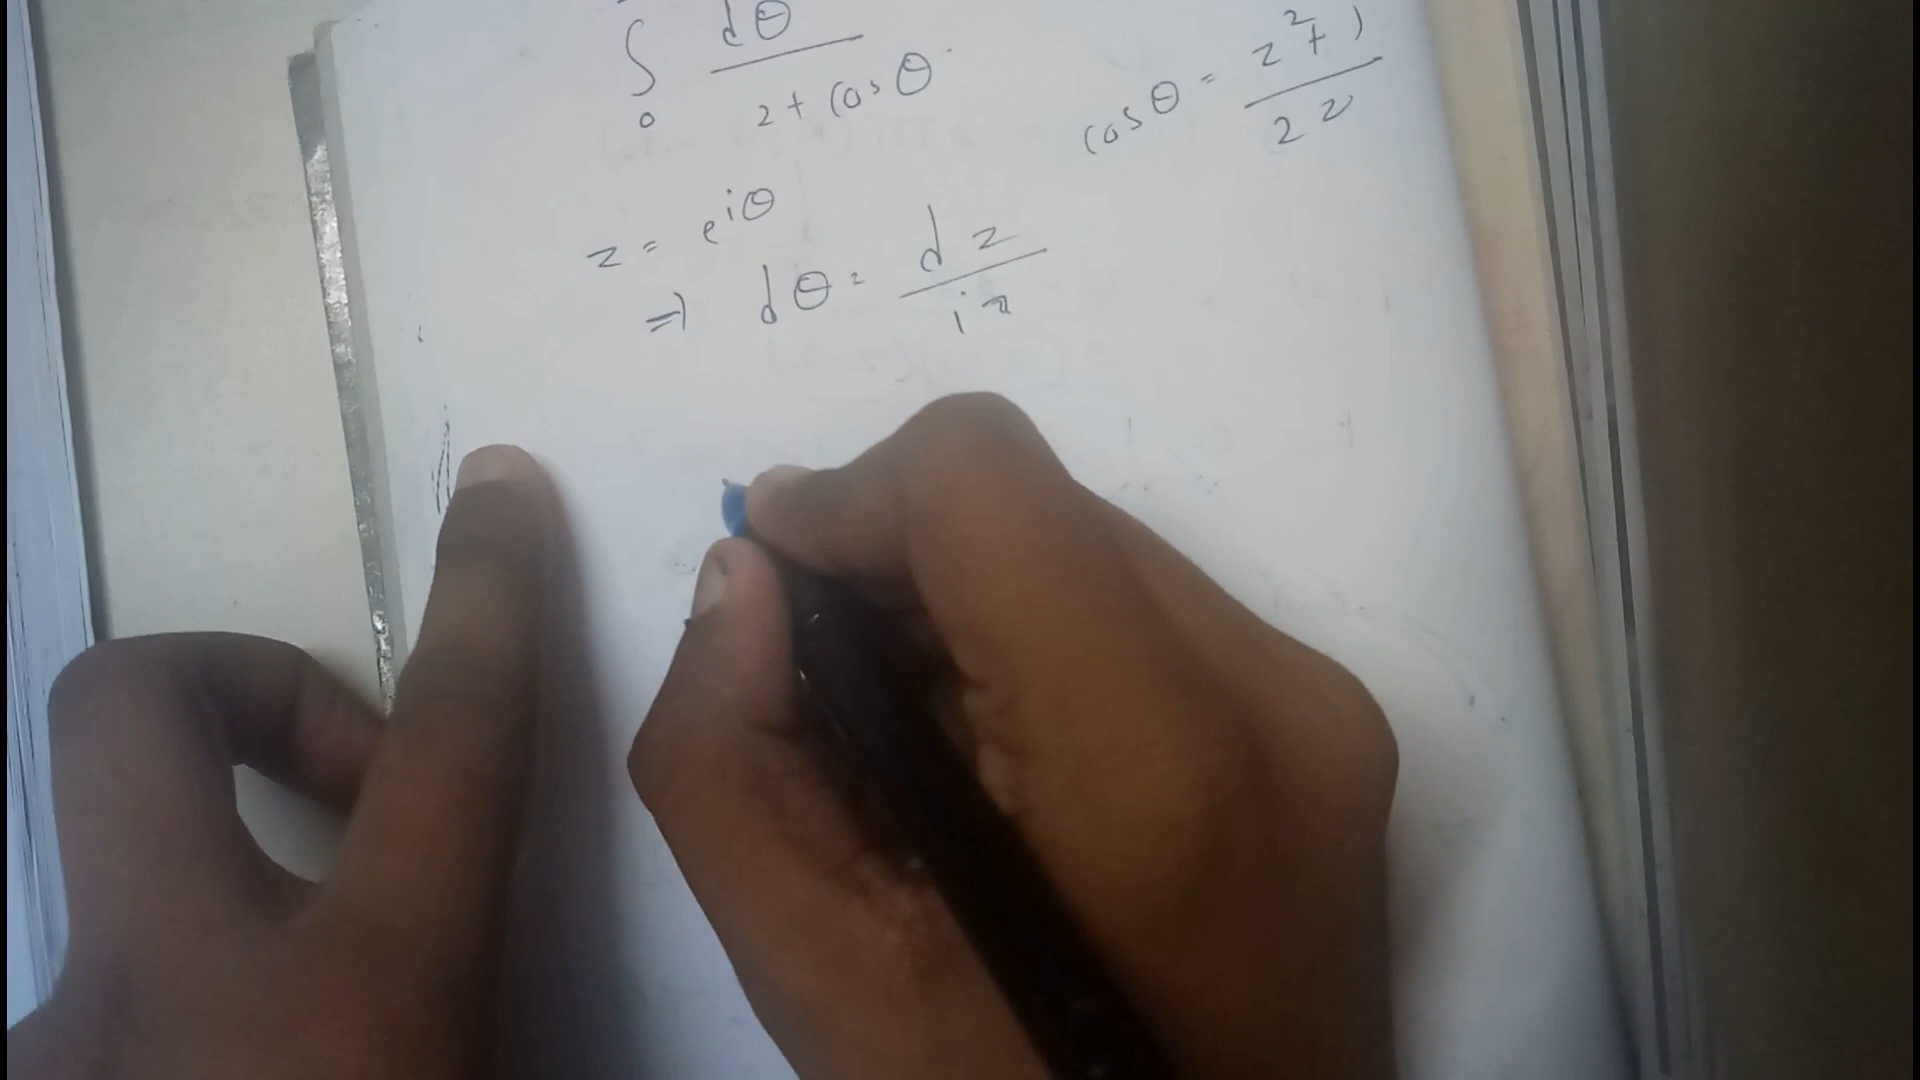 ∫₀ dθ / (2 + cos θ)
cos θ = (z² + 1) / 2z
z = e^{iθ}
⇒ dθ = dz / iz